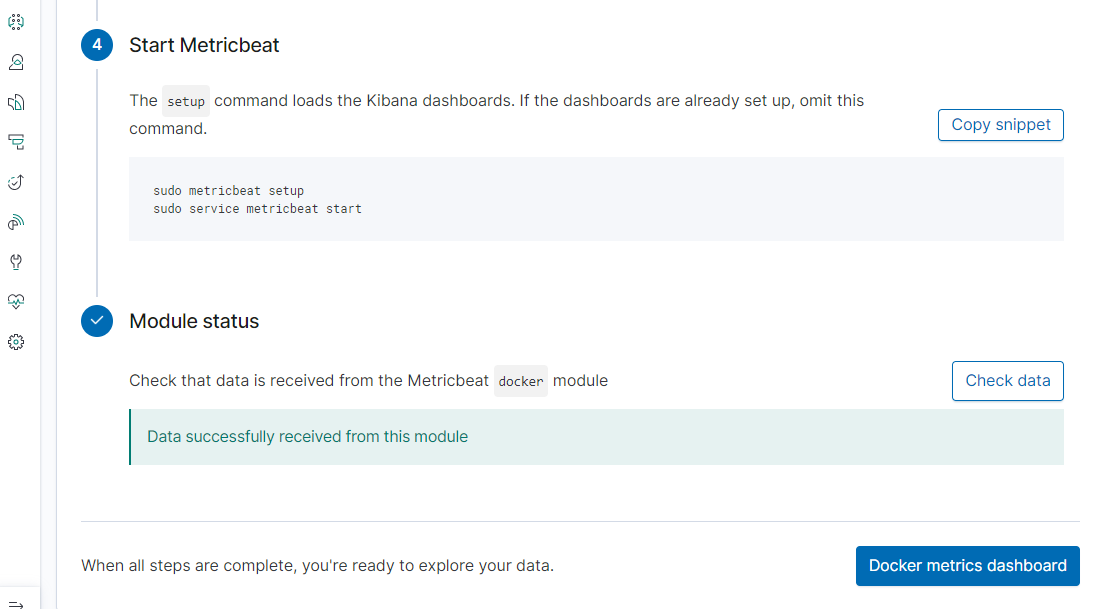 4 Start Metricbeat
The setup command loads the Kibana dashboards. If the dashboards are already set up, omit this
command.
Copy snippet
sudo metricbeat setup
sudo service metricbeat start
Module status
Check that data is received from the Metricbeat docker module
Check data
Data successfully received from this module
When all steps are complete, you're ready to explore your data.
Docker metrics dashboard